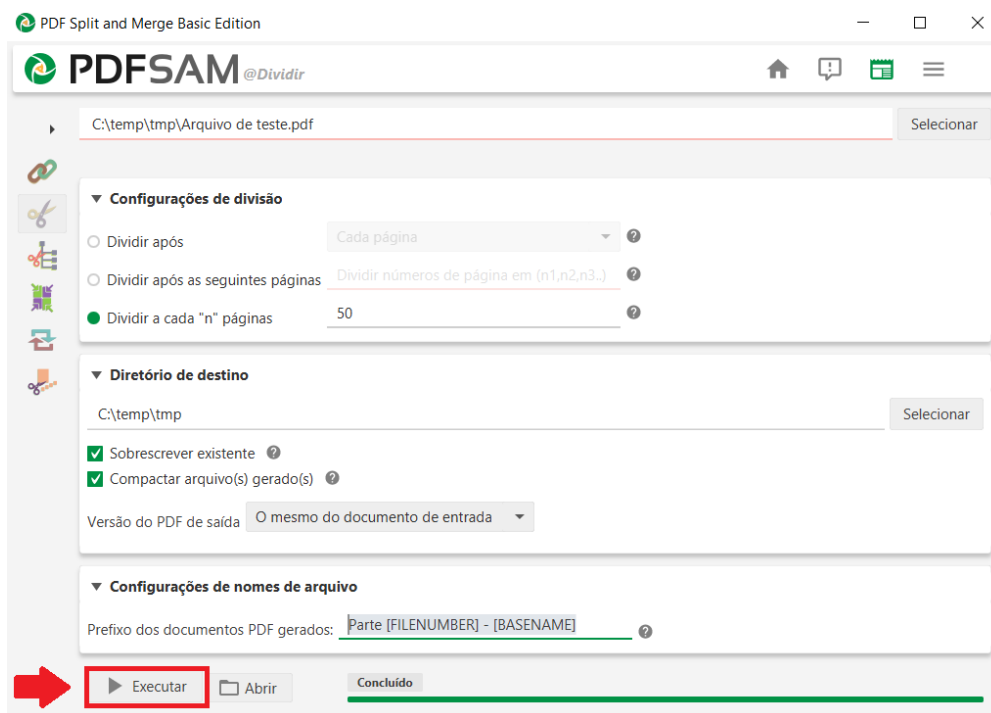 PDF Split and Merge Basic Edition
PDFSAM @Dividir
C:\temp\tmp\Arquivo de teste.pdf
Selecionar
Configurações de divisão
Dividir após
Cada página
Dividir após as seguintes páginas
Dividir números de página em (n1,n2,n3..)
Dividir a cada "n" páginas
50
Diretório de destino
C:\temp\tmp
Selecionar
Sobrescrever existente
Compactar arquivo(s) gerado(s)
Versão do PDF de saída
O mesmo do documento de entrada
Configurações de nomes de arquivo
Prefixo dos documentos PDF gerados:
Parte [FILENUMBER] - [BASENAME]
Executar
Abrir
Concluído